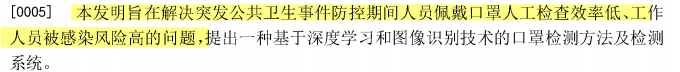 [0005] 本发明旨在解决突发公共卫生事件防控期间人员佩戴口罩人工检查效率低、工作
人员被感染风险高的问题,提出一种基于深度学习和图像识别技术的口罩检测方法及检测
系统。